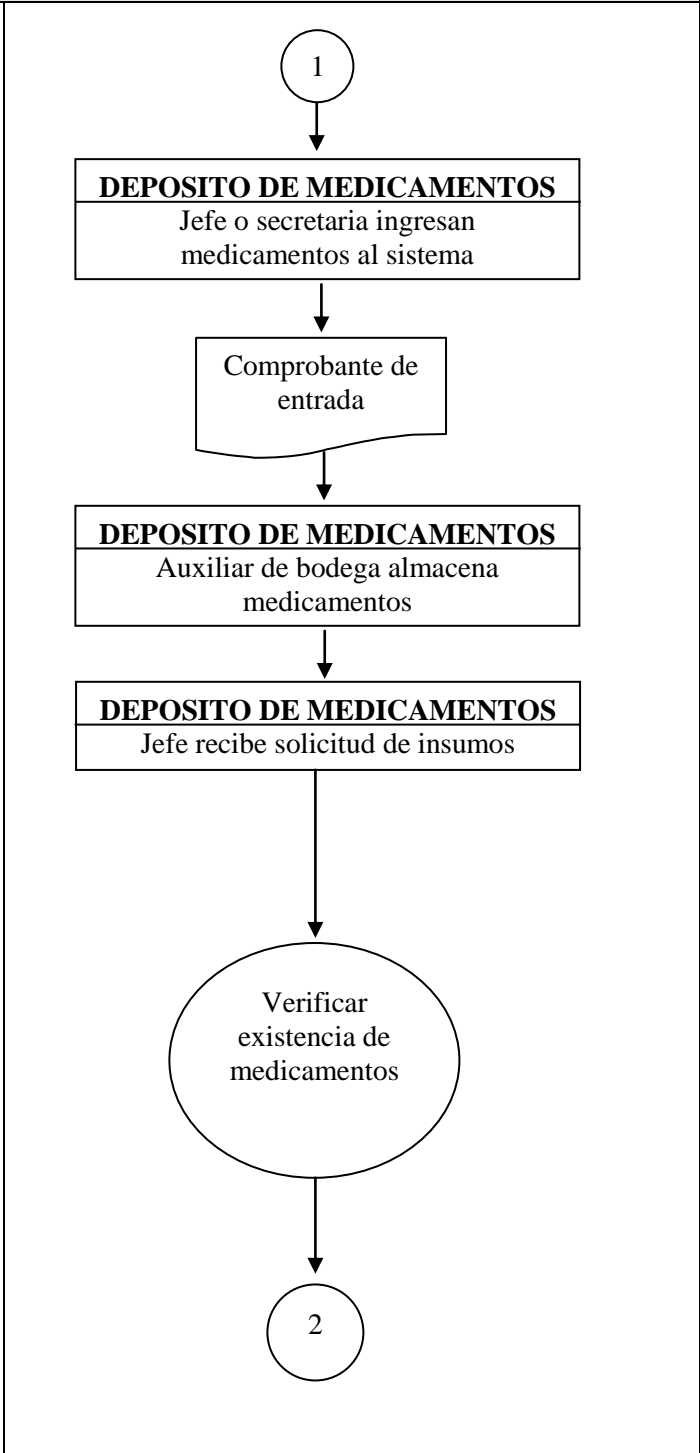 1
DEPOSITO DE MEDICAMENTOS
Jefe o secretaria ingresan
medicamentos al sistema
Comprobante de
entrada
DEPOSITO DE MEDICAMENTOS
Auxiliar de bodega almacena
medicamentos
DEPOSITO DE MEDICAMENTOS
Jefe recibe solicitud de insumos
Verificar
existencia de
medicamentos
2